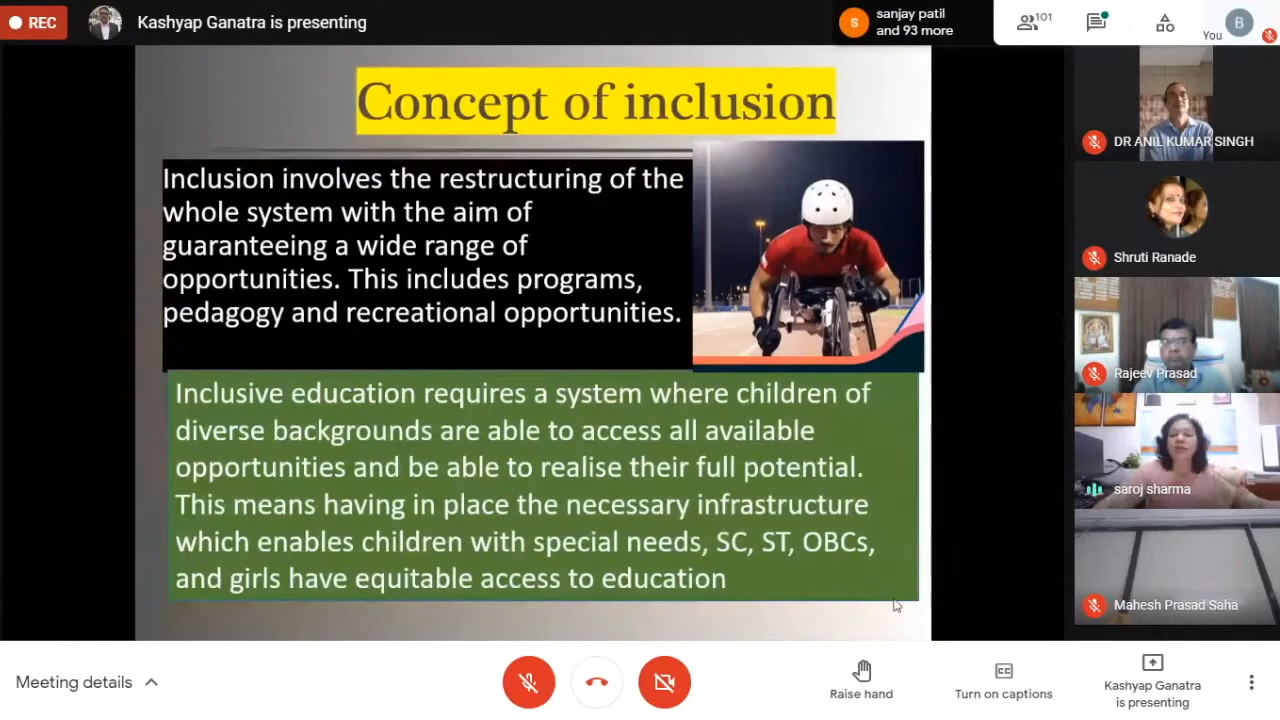 REC
Kashyap Ganatra is presenting
S
sanjay patil
and 93 more
101
B
You
Concept of inclusion
Inclusion involves the restructuring of the
whole system with the aim of
guaranteeing a wide range of
opportunities. This includes programs,
pedagogy and recreational opportunities.
Inclusive education requires a system where children of
diverse backgrounds are able to access all available
opportunities and be able to realise their full potential.
This means having in place the necessary infrastructure
which enables children with special needs, SC, ST, OBCs,
and girls have equitable access to education
DR ANIL KUMAR SINGH
Shruti Ranade
Rajeev Prasad
saroj sharma
Mahesh Prasad Saha
Meeting details
Raise hand
CC
Turn on captions
Kashyap Ganatra
is presenting